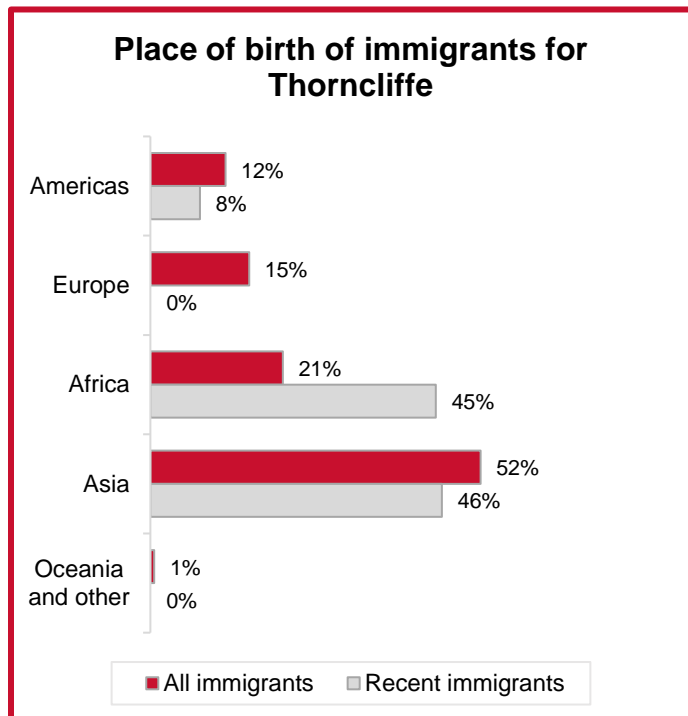 Place of birth of immigrants for
Thorncliffe
Americas
12%
8%
Europe
15%
0%
Africa
21%
45%
Asia
52%
46%
Oceania
and other
1%
0%
All immigrants
Recent immigrants